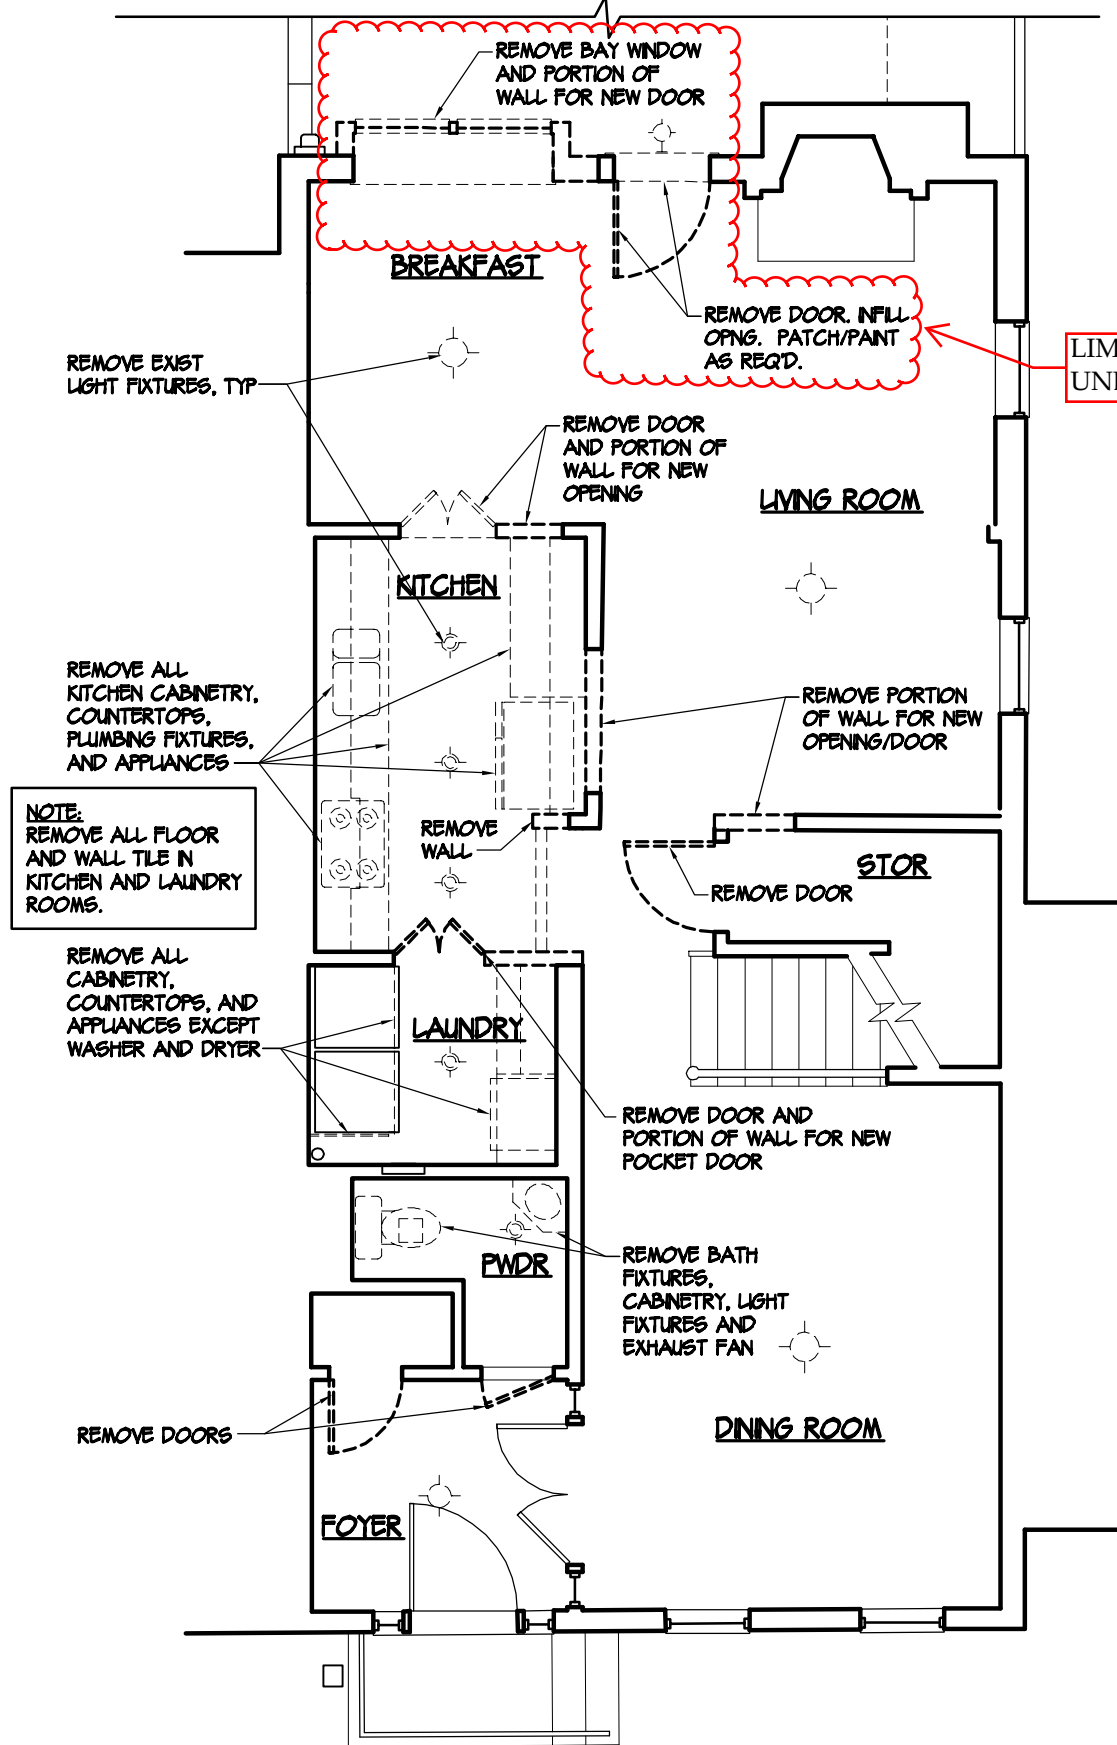 REMOVE BAY WINDOW
AND PORTION OF
WALL FOR NEW DOOR
BREAKFAST
REMOVE DOOR. INFILL
OPNG. PATCH/PAINT
AS REQ'D.
LIM
REMOVE EXIST
LIGHT FIXTURES, TYP
REMOVE DOOR
AND PORTION OF
WALL FOR NEW
OPENING
LIVING ROOM
KITCHEN
REMOVE ALL
KITCHEN CABINETRY,
COUNTERTOPS,
PLUMBING FIXTURES,
AND APPLIANCES
REMOVE PORTION
OF WALL FOR NEW
OPENING/DOOR
NOTE:
REMOVE ALL FLOOR
AND WALL TILE IN
KITCHEN AND LAUNDRY
ROOMS.
REMOVE
WALL
STOR
REMOVE DOOR
REMOVE ALL
CABINETRY,
COUNTERTOPS, AND
APPLIANCES EXCEPT
WASHER AND DRYER
LAUNDRY
REMOVE DOOR AND
PORTION OF WALL FOR NEW
POCKET DOOR
PWDR
REMOVE BATH
FIXTURES,
CABINETRY, LIGHT
FIXTURES AND
EXHAUST FAN
REMOVE DOORS
DINING ROOM
FOYER